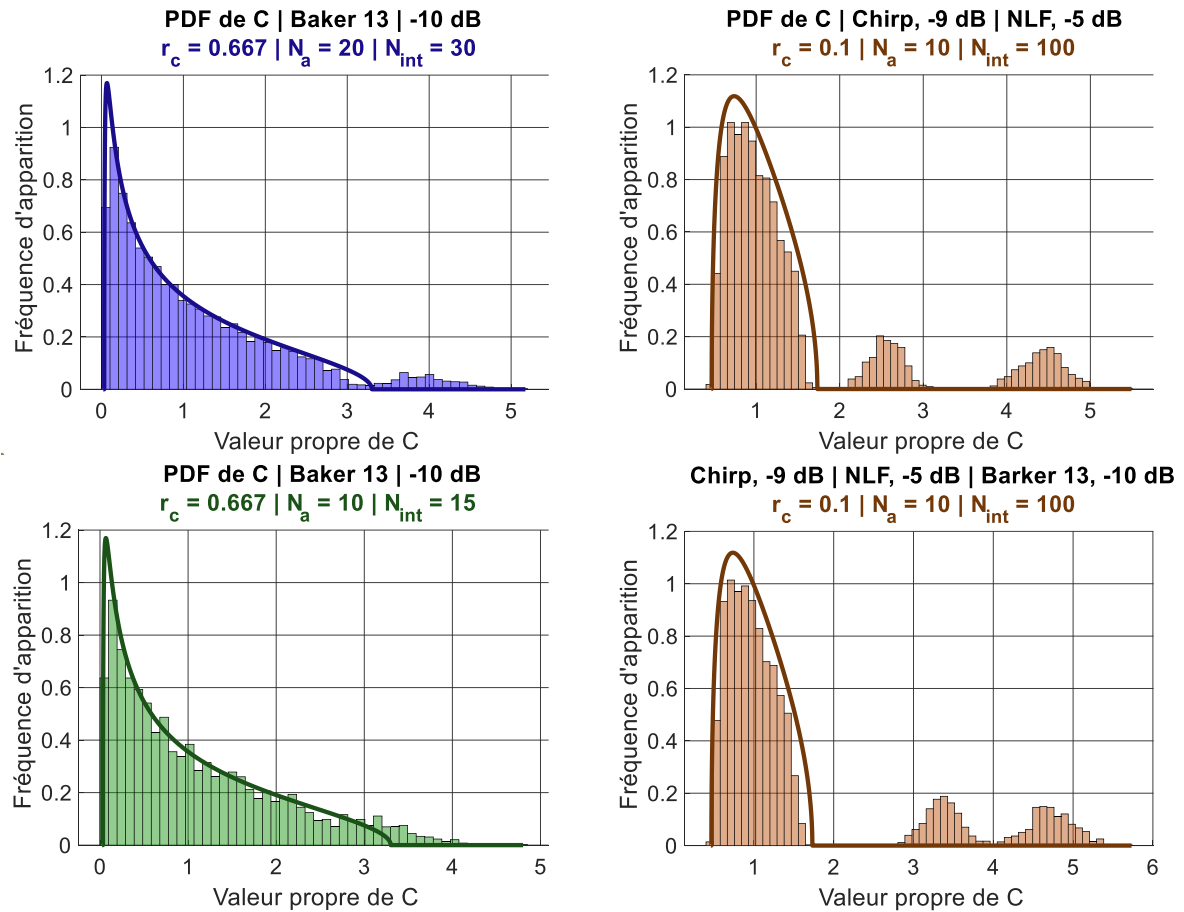 PDF de C | Baker 13 | -10 dB
r_c = 0.667 | N_a = 20 | N_int = 30
Fréquence d'apparition
1.2
1
0.8
0.6
0.4
0.2
0
0 1 2 3 4 5
Valeur propre de C
PDF de C | Chirp, -9 dB | NLF, -5 dB
r_c = 0.1 | N_a = 10 | N_int = 100
Fréquence d'apparition
1.2
1
0.8
0.6
0.4
0.2
0
1 2 3 4 5
Valeur propre de C
PDF de C | Baker 13 | -10 dB
r_c = 0.667 | N_a = 10 | N_int = 15
Fréquence d'apparition
1.2
1
0.8
0.6
0.4
0.2
0
0 1 2 3 4 5
Valeur propre de C
Chirp, -9 dB | NLF, -5 dB | Barker 13, -10 dB
r_c = 0.1 | N_a = 10 | N_int = 100
Fréquence d'apparition
1.2
1
0.8
0.6
0.4
0.2
0
1 2 3 4 5 6
Valeur propre de C